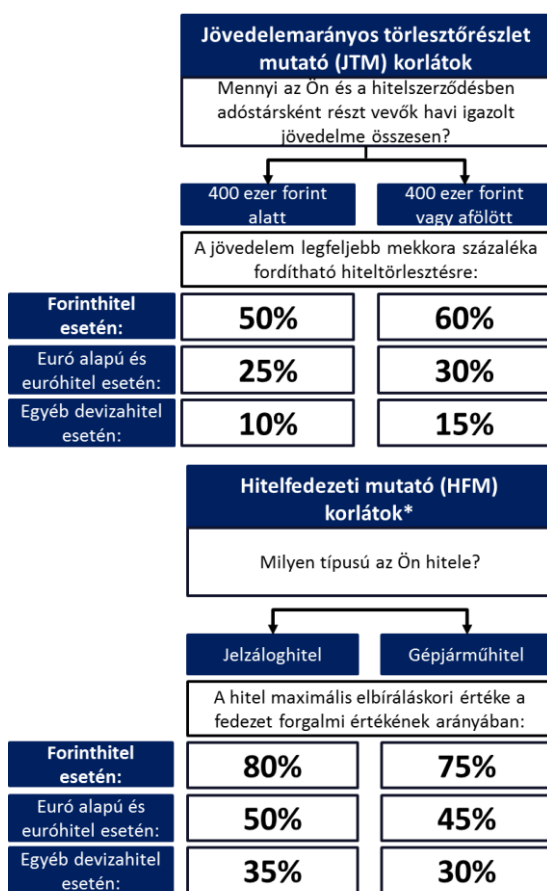 Jövedelemarányos törlesztőrészlet
mutató (JTM) korlátok
Mennyi az Ön és a hitelszerződésben
adóstársként részt vevők havi igazolt
jövedelme összesen?
400 ezer forint
alatt
400 ezer forint
vagy afölött
A jövedelem legfeljebb mekkora százaléka
fordítható hiteltörlesztésre:
Forinthitel
esetén:
50%
60%
Euró alapú és
euróhitel esetén:
25%
30%
Egyéb devizahitel
esetén:
10%
15%
Hitelfedezeti mutató (HFM)
korlátok*
Milyen típusú az Ön hitele?
Jelzáloghitel
Gépjárműhitel
A hitel maximális elbíráláskori értéke a
fedezet forgalmi értékének arányában:
Forinthitel
esetén:
80%
75%
Euró alapú és
euróhitel esetén:
50%
45%
Egyéb devizahitel
esetén:
35%
30%